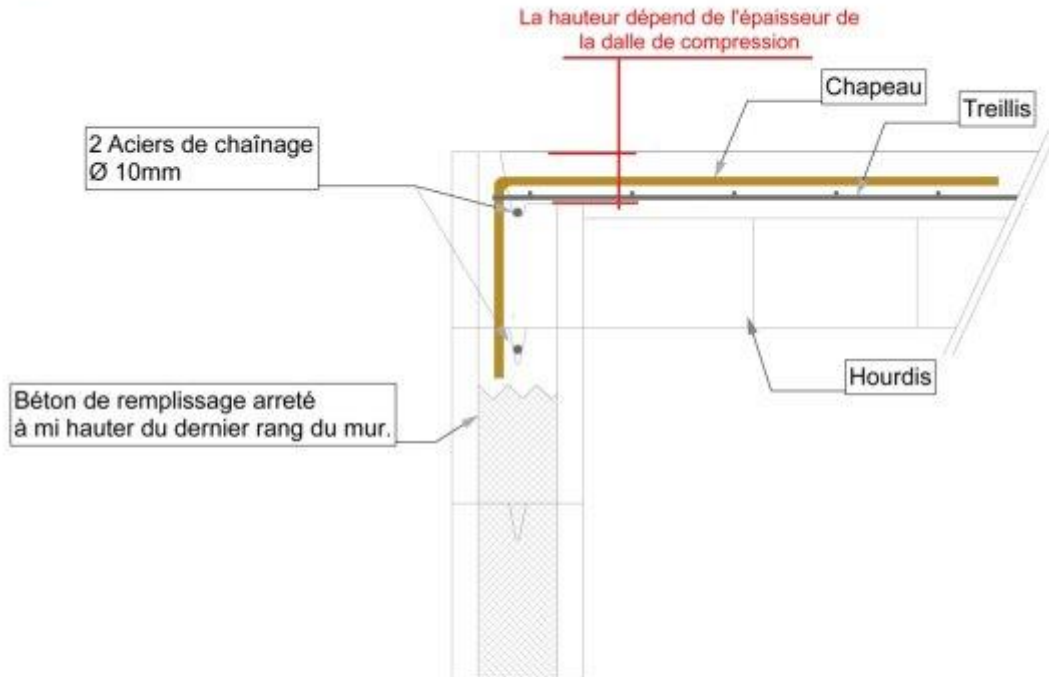 La hauteur dépend de l'épaisseur de
la dalle de compression
Chapeau
Treillis
2 Aciers de chaînage
Ø 10mm
Hourdis
Béton de remplissage arreté
à mi hauter du dernier rang du mur.